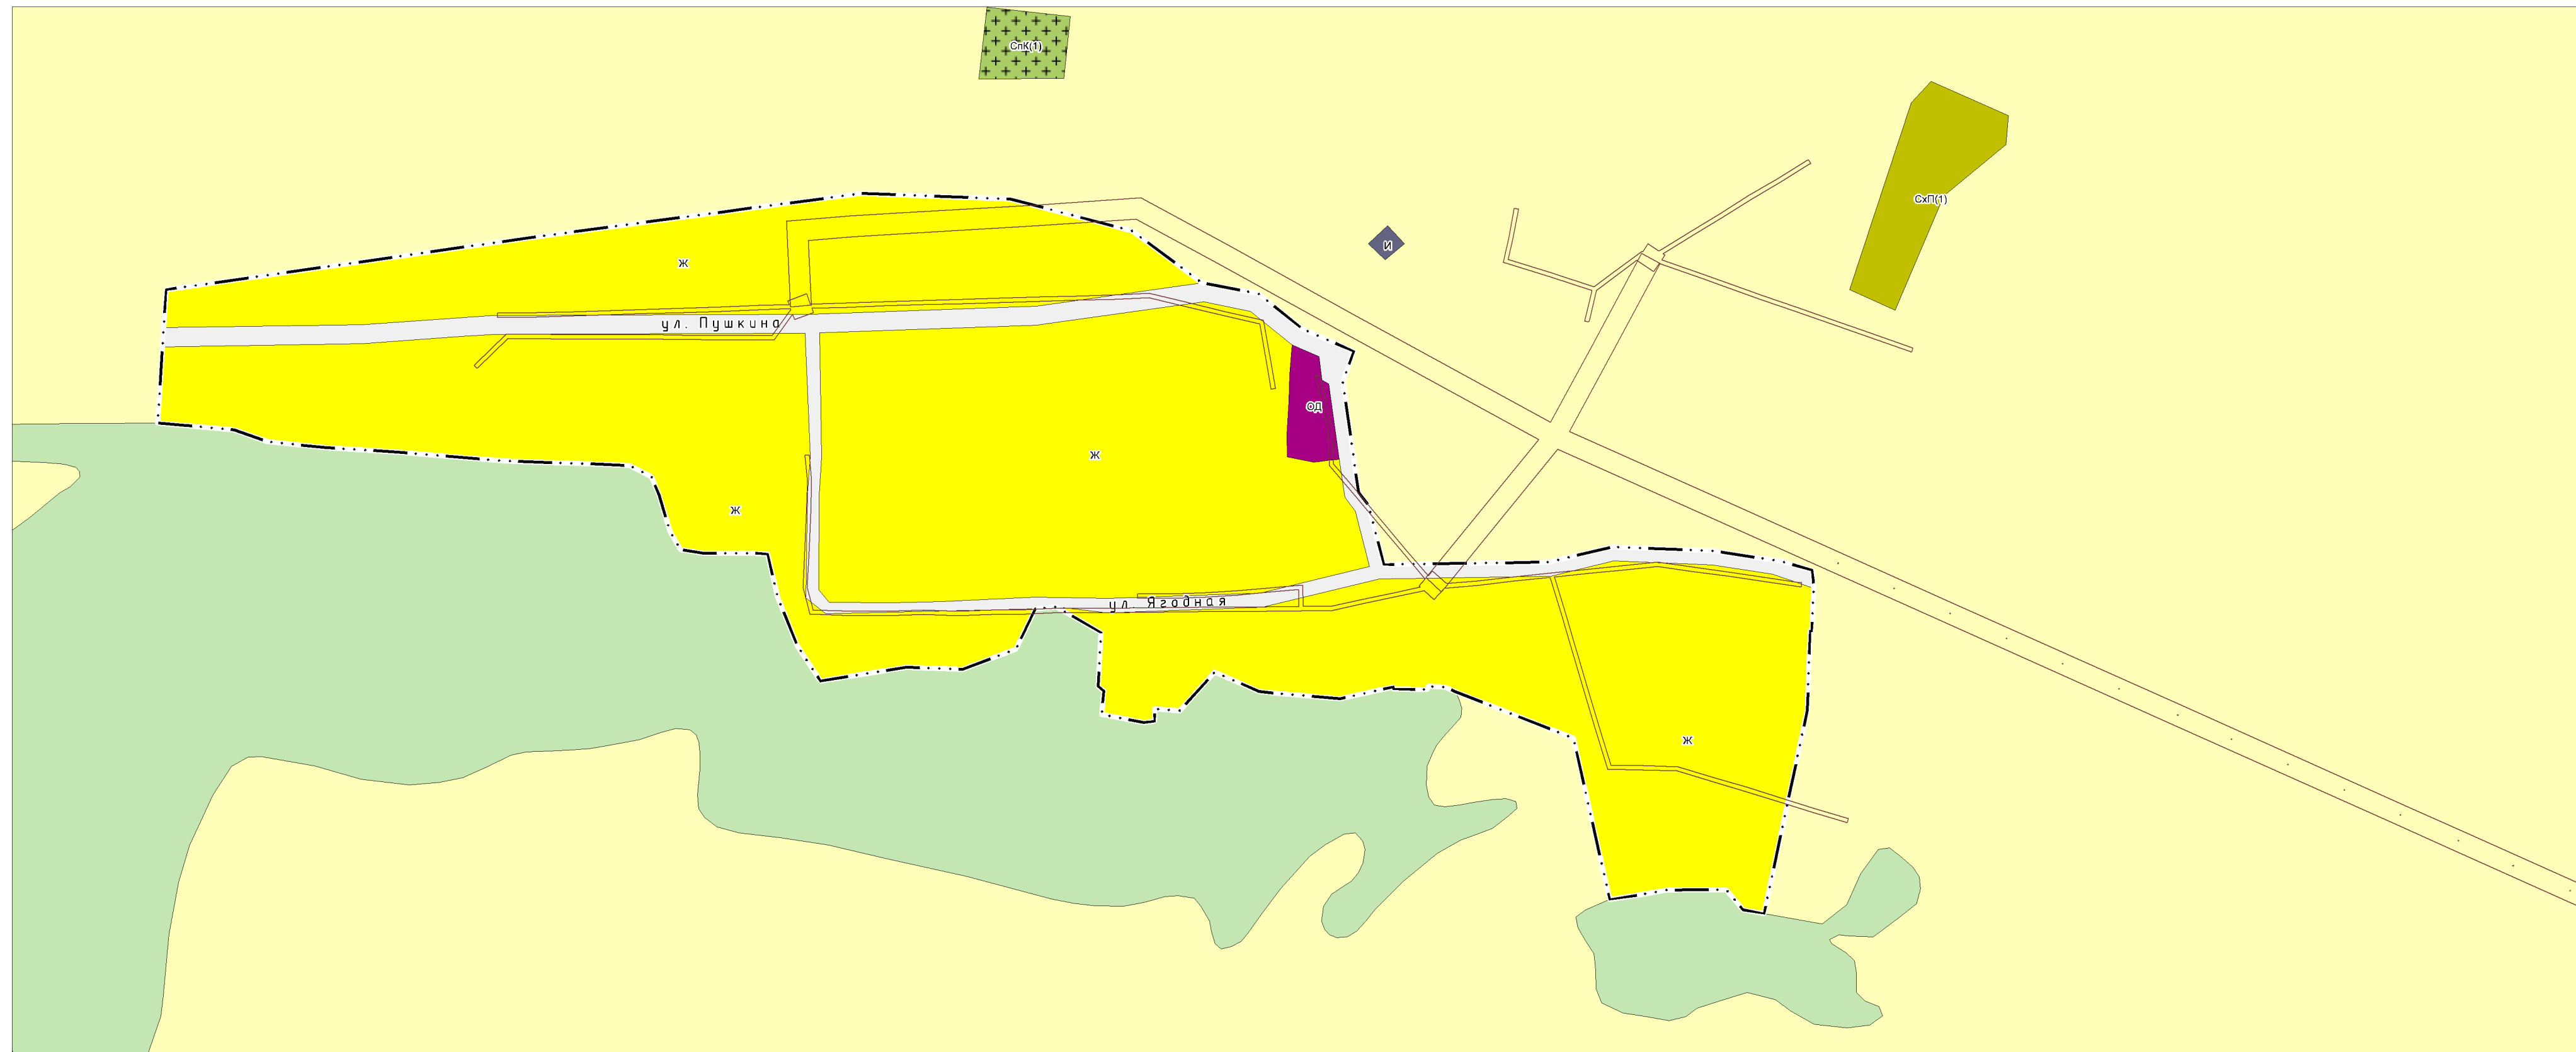 СпК(1)
СхП(1)
И
Ж
ул. Пушкина
ОД
Ж
Ж
ул. Ягодная
Ж